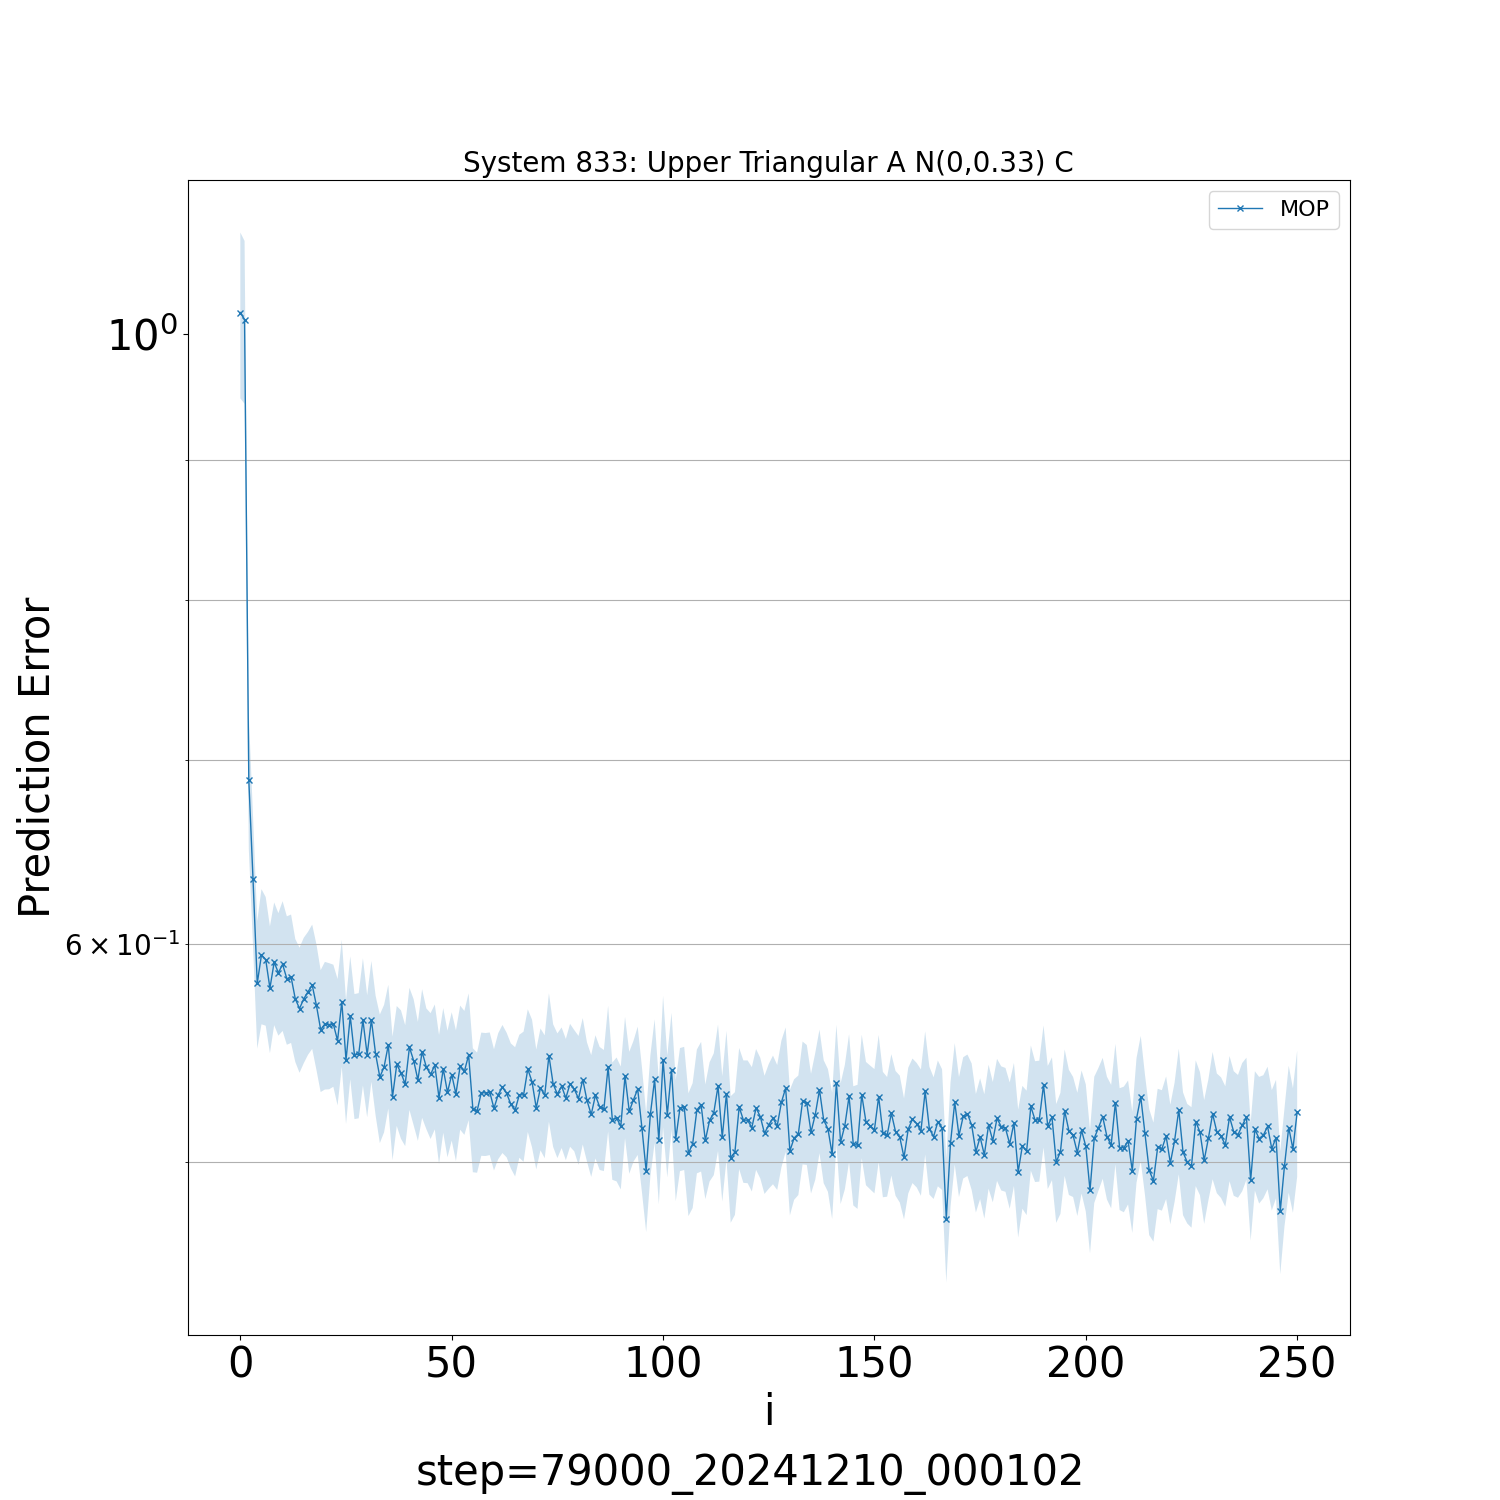 System 833: Upper Triangular A N(0,0.33) C
MOP
10⁰
6 × 10⁻¹
Prediction Error
0 50 100 150 200 250
i
step=79000_20241210_000102